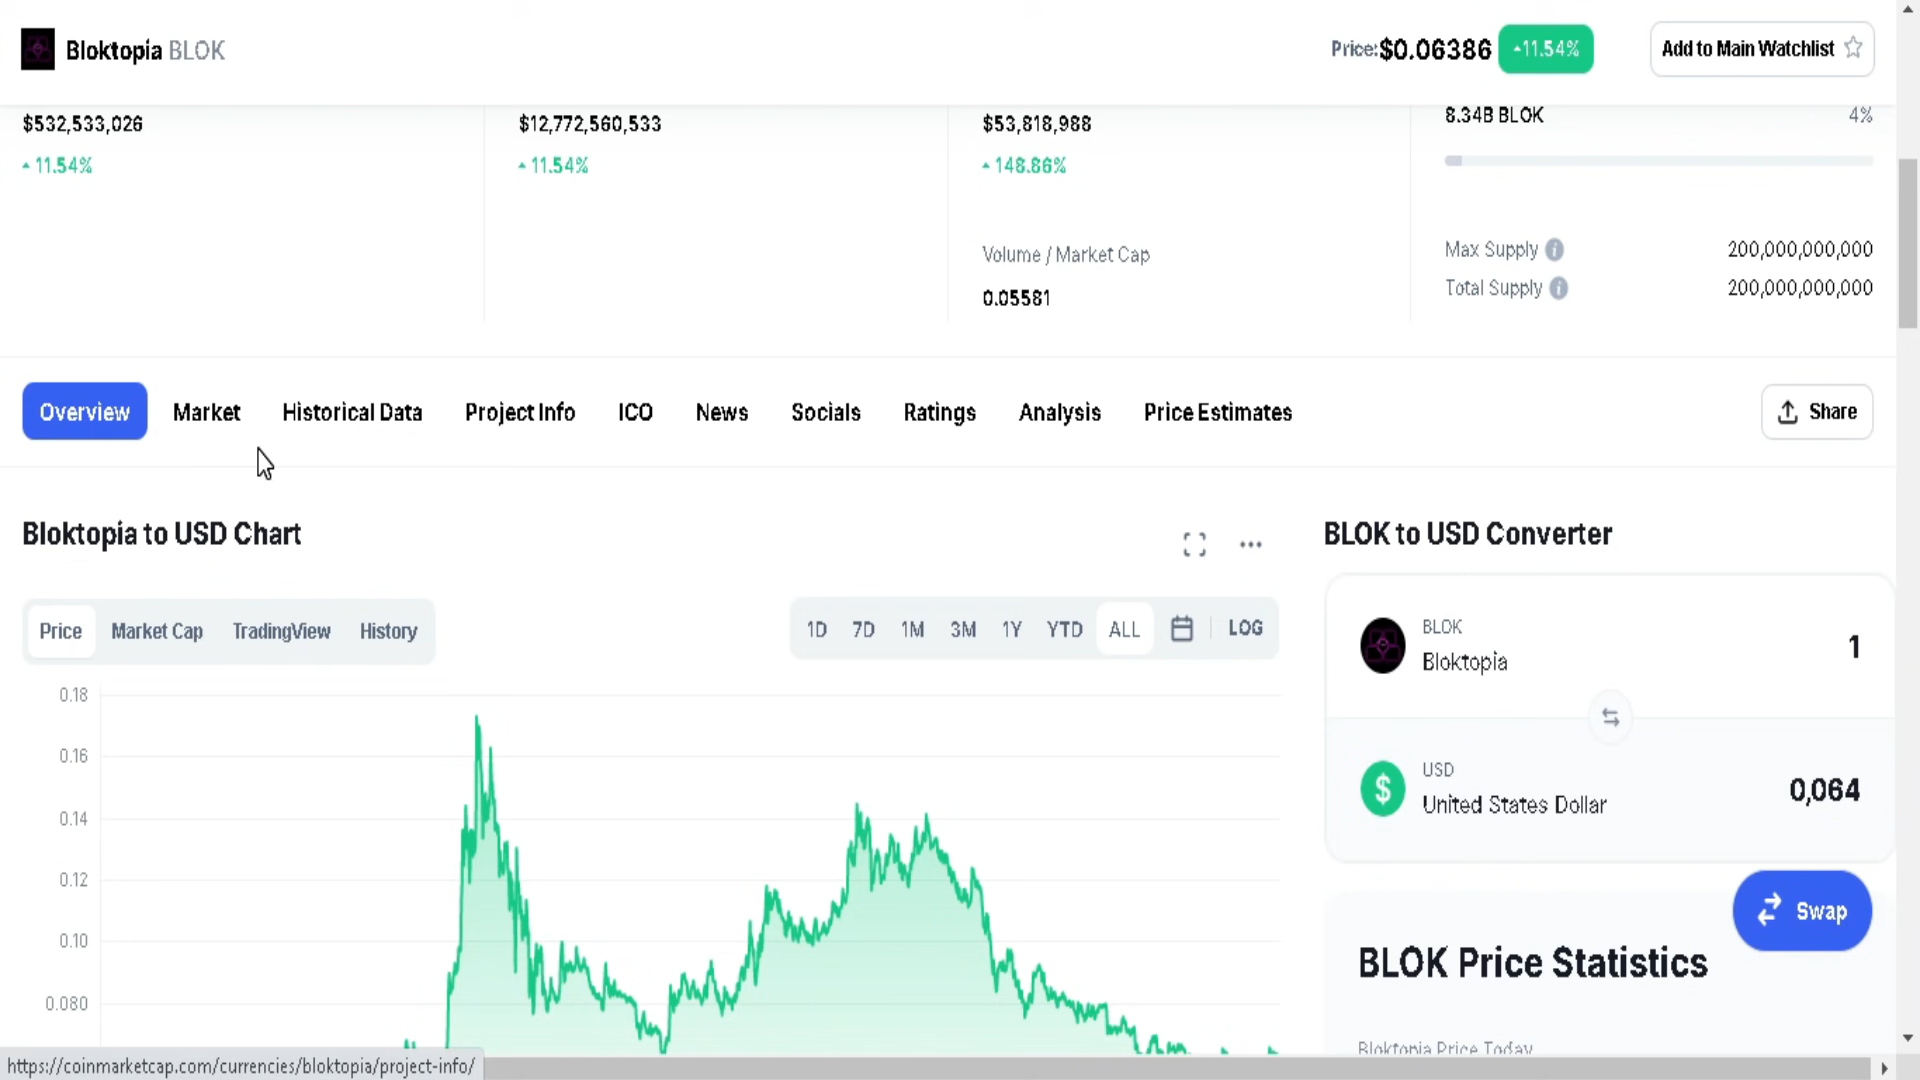 Bloktopia BLOK
Price:$0.06386 11.54%
Add to Main Watchlist
$532,533,026
11.54%
$12,772,560,533
11.54%
$53,818,988
148.86%
Volume / Market Cap
0.05581
8.34B BLOK 4%
Max Supply 200,000,000,000
Total Supply 200,000,000,000
Overview Market Historical Data Project Info ICO News Socials Ratings Analysis Price Estimates
Share
Bloktopia to USD Chart
Price Market Cap TradingView History
1D 7D 1M 3M 1Y YTD ALL LOG
0.18
0.16
0.14
0.12
0.10
0.080
BLOK to USD Converter
BLOK
Bloktopia 1
USD
United States Dollar 0,064
Swap
BLOK Price Statistics
Bloktopia Price Today
https://coinmarketcap.com/currencies/bloktopia/project-info/